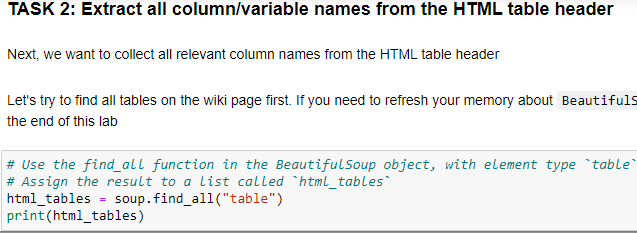 TASK 2: Extract all column/variable names from the HTML table header
Next, we want to collect all relevant column names from the HTML table header
Let's try to find all tables on the wiki page first. If you need to refresh your memory about BeautifulS
the end of this lab
# Use the find_all function in the BeautifulSoup object, with element type `table`
# Assign the result to a list called `html_tables`
html_tables = soup.find_all("table")
print(html_tables)